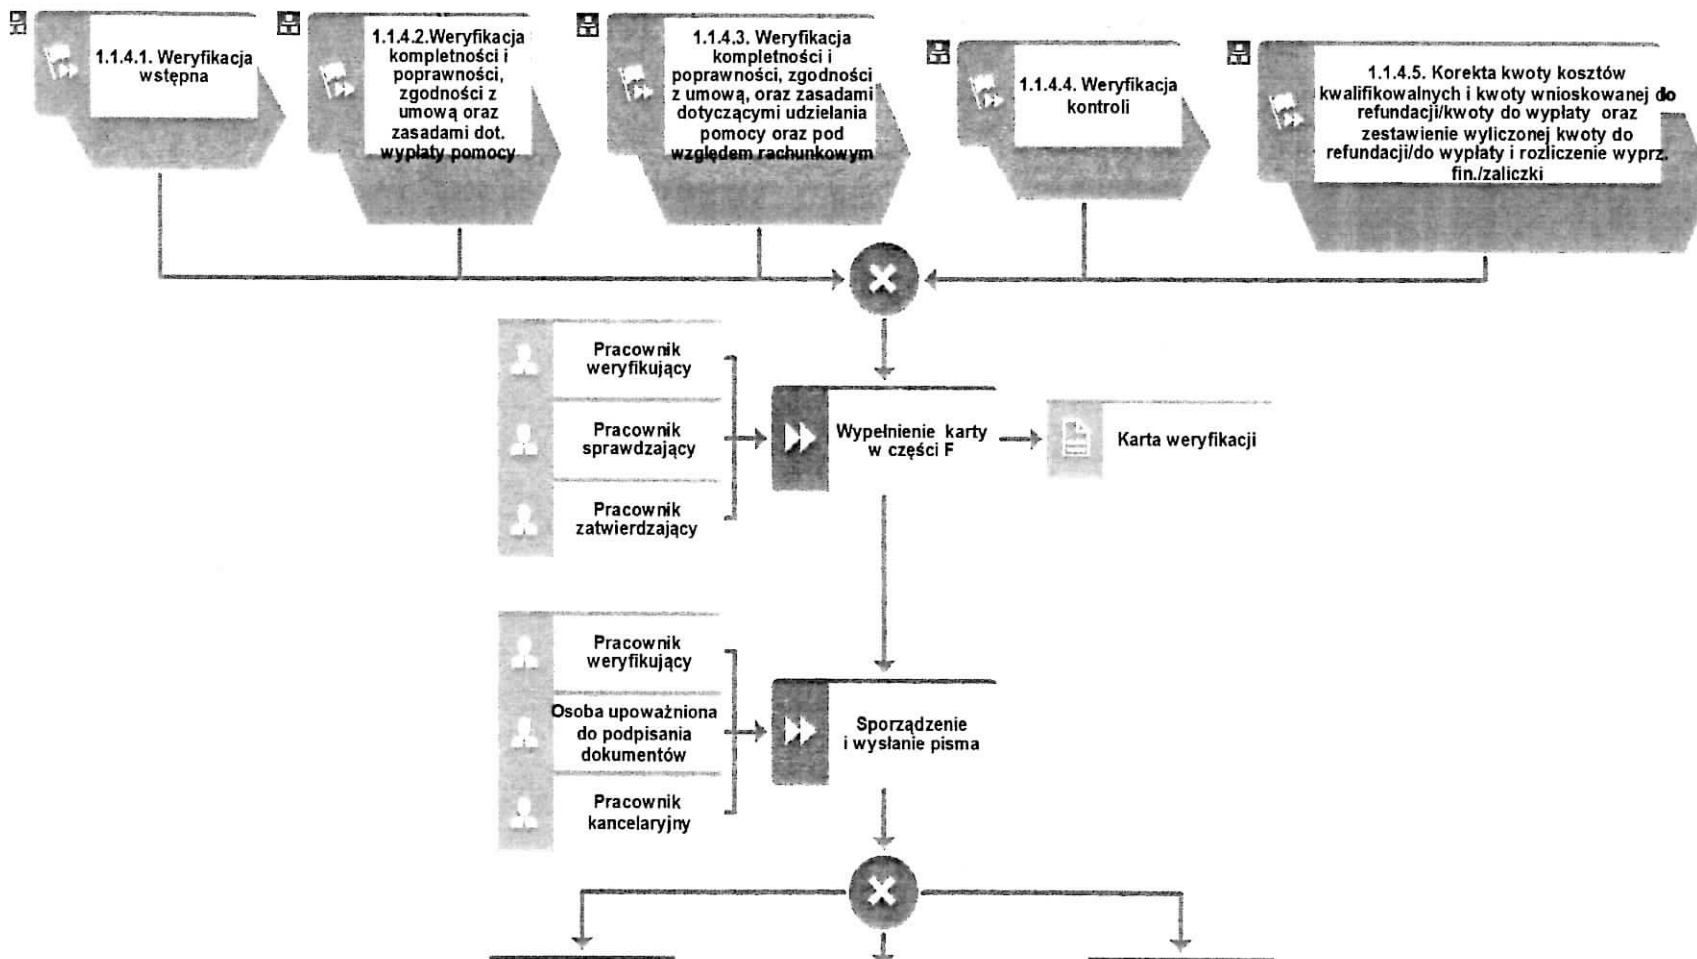 1.1.4.1. Weryfikacja
wstępna
1.1.4.2.Weryfikacja
kompletności i
poprawności,
zgodności z
umową oraz
zasadami dot.
wypłaty pomocy
1.1.4.3. Weryfikacja
kompletności i
poprawności, zgodności
z umową, oraz zasadami
dotyczącymi udzielania
pomocy oraz pod
względem rachunkowym
1.1.4.4. Weryfikacja
kontroli
1.1.4.5. Korekta kwoty kosztów
kwalifikowalnych i kwoty wnioskowanej do
refundacji/kwoty do wypłaty oraz
zestawienie wyliczonej kwoty do
refundacji/do wypłaty i rozliczenie wyprz.
fin./zaliczki
Pracownik
weryfikujący
Pracownik
sprawdzający
Pracownik
zatwierdzający
Wypełnienie karty
w części F
Karta weryfikacji
Pracownik
weryfikujący
Osoba upoważniona
do podpisania
dokumentów
Pracownik
kancelaryjny
Sporządzenie
i wysłanie pisma